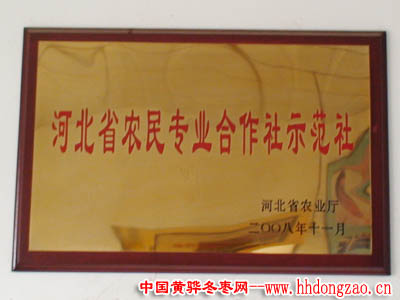 河北省农民专业合作社示范社
河北省农业厅
二〇〇八年十一月
中国黄骅冬枣网--www.hhdongzao.com.cn